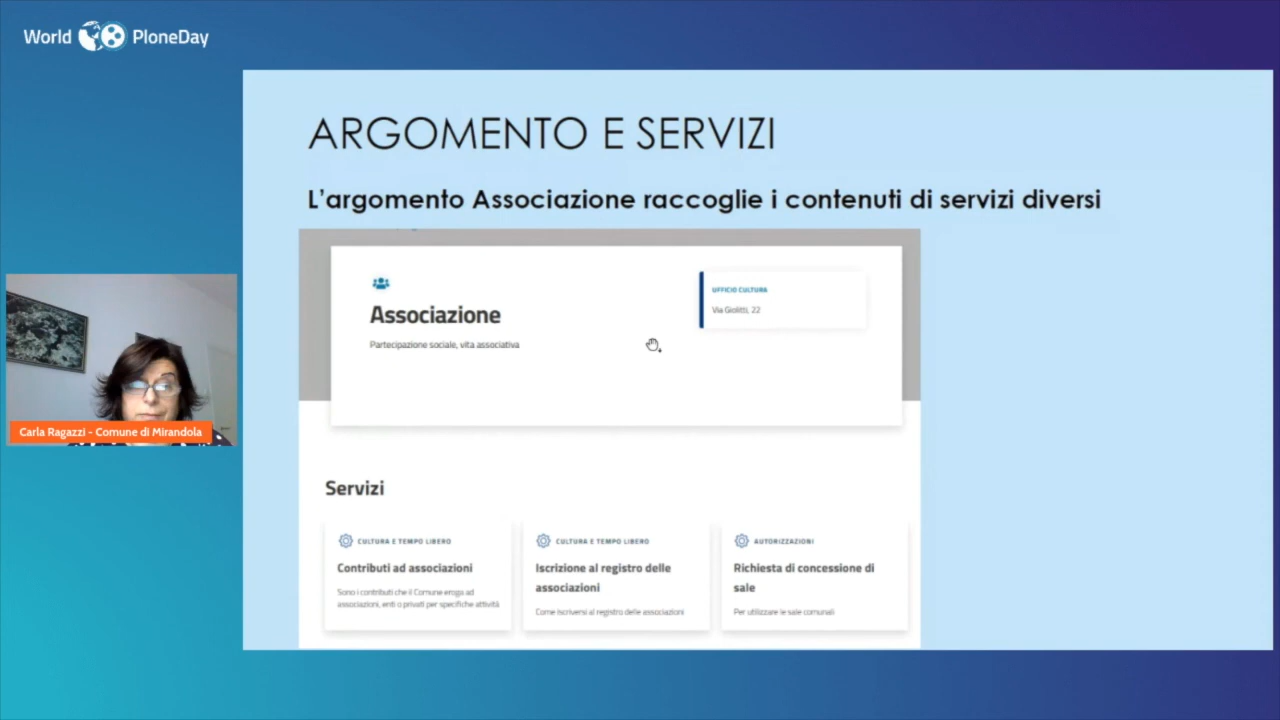 World PloneDay
ARGOMENTO E SERVIZI
L'argomento Associazione raccoglie i contenuti di servizi diversi
Associazione
Partecipazione sociale, vita associativa
UFFICIO CULTURA
Via Giolitti, 22
Carla Ragazzi - Comune di Mirandola
Servizi
CULTURA E TEMPO LIBERO
Contributi ad associazioni
Sono i contributi che il Comune eroga ad
associazioni, enti o privati per specifiche attività
CULTURA E TEMPO LIBERO
Iscrizione al registro delle
associazioni
Come iscriversi al registro delle associazioni
AUTORIZZAZIONI
Richiesta di concessione di
sale
Per utilizzare le sale comunali